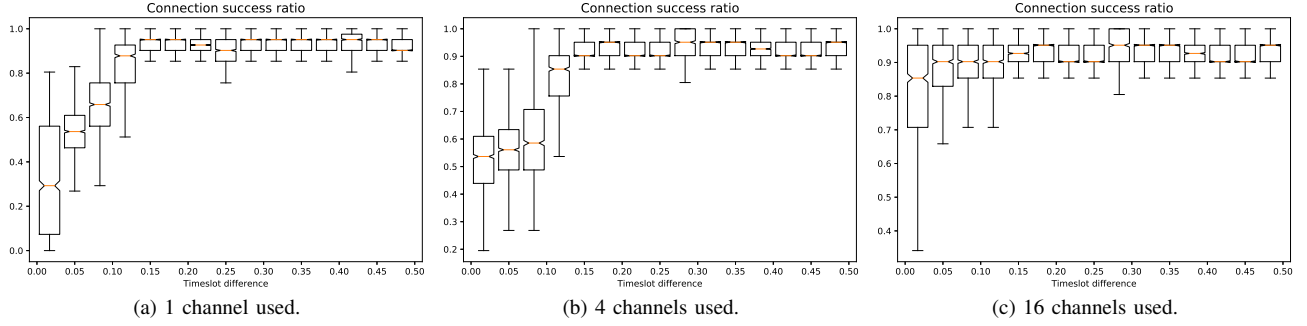 Connection success ratio
1.0
0.8
0.6
0.4
0.2
0.0
0.00 0.05 0.10 0.15 0.20 0.25 0.30 0.35 0.40 0.45 0.50
Timeslot difference
(a) 1 channel used.
Connection success ratio
1.0
0.9
0.8
0.7
0.6
0.5
0.4
0.3
0.2
0.00 0.05 0.10 0.15 0.20 0.25 0.30 0.35 0.40 0.45 0.50
Timeslot difference
(b) 4 channels used.
Connection success ratio
1.0
0.9
0.8
0.7
0.6
0.5
0.4
0.00 0.05 0.10 0.15 0.20 0.25 0.30 0.35 0.40 0.45 0.50
Timeslot difference
(c) 16 channels used.